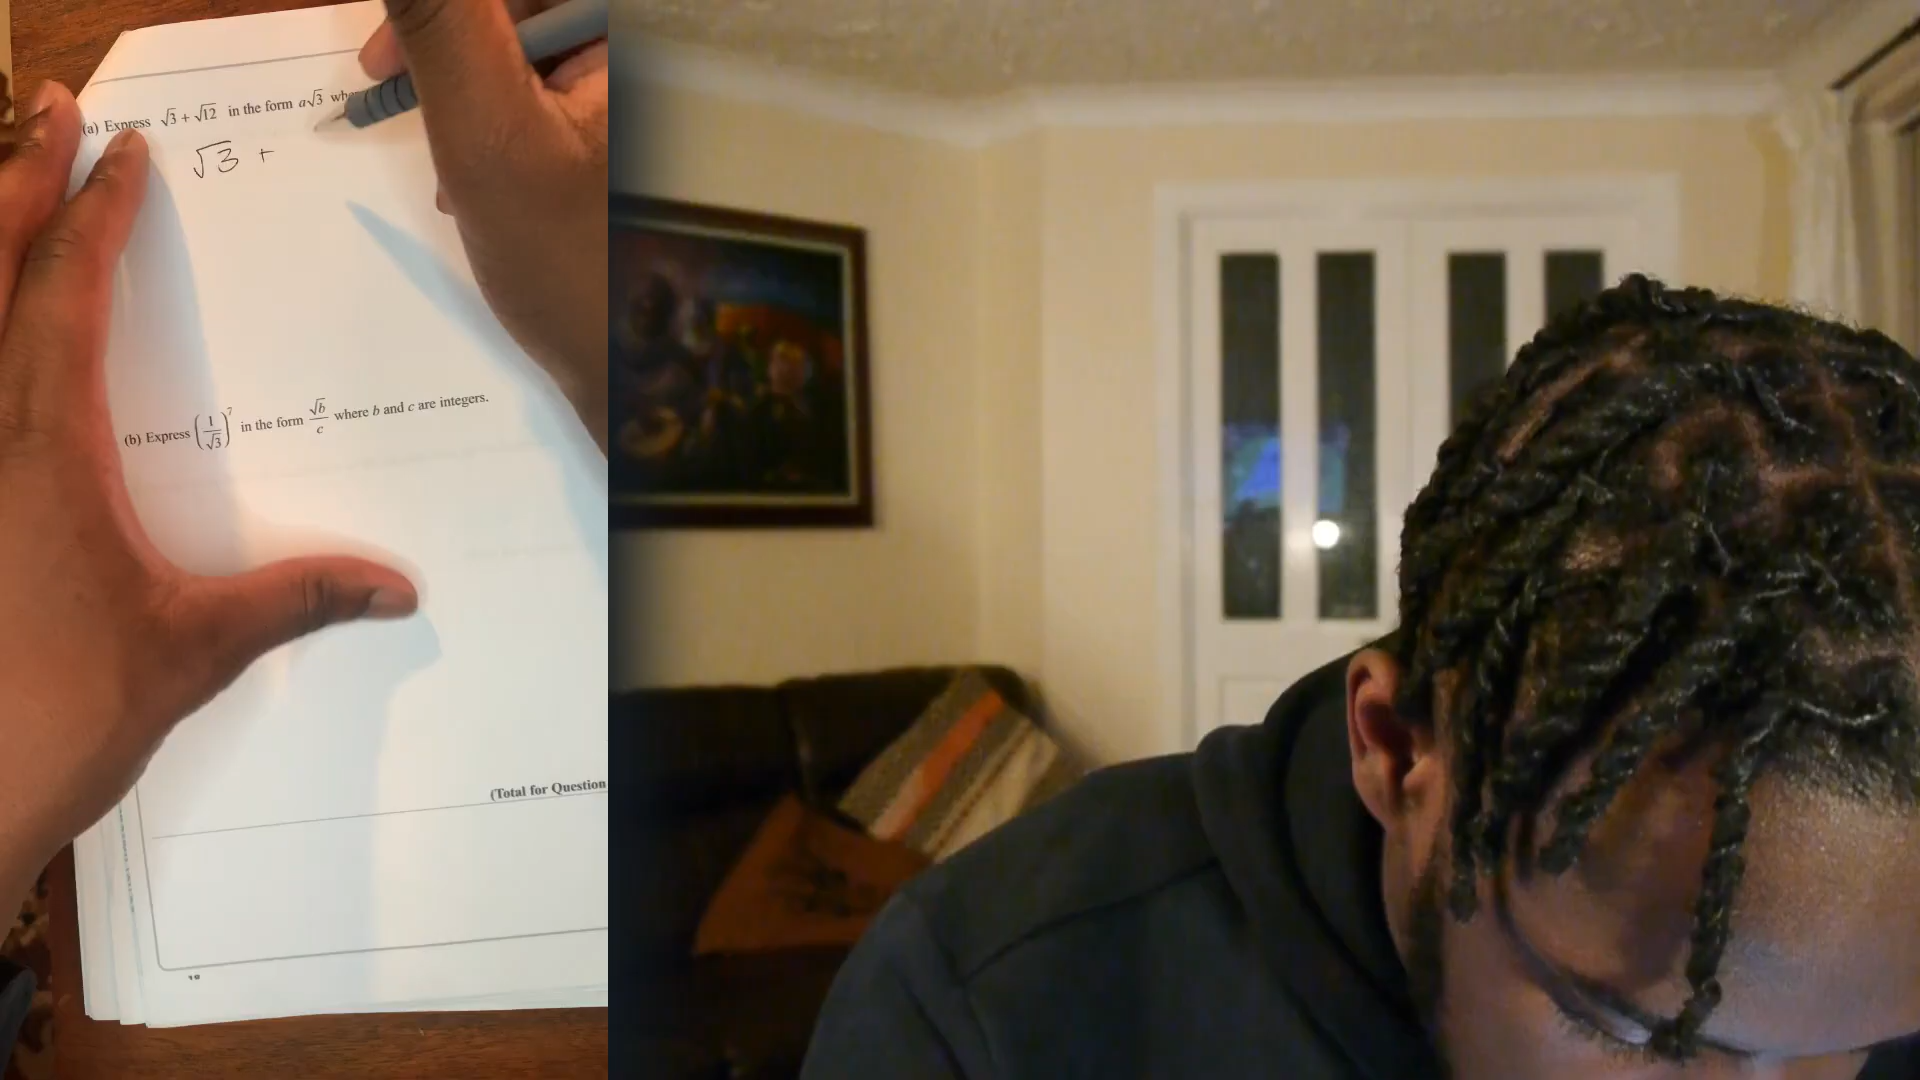 (a) Express √3 + √12 in the form a√3
√3 +
(b) Express (1/√3)^7 in the form √b/c where b and c are integers.
(Total for Question